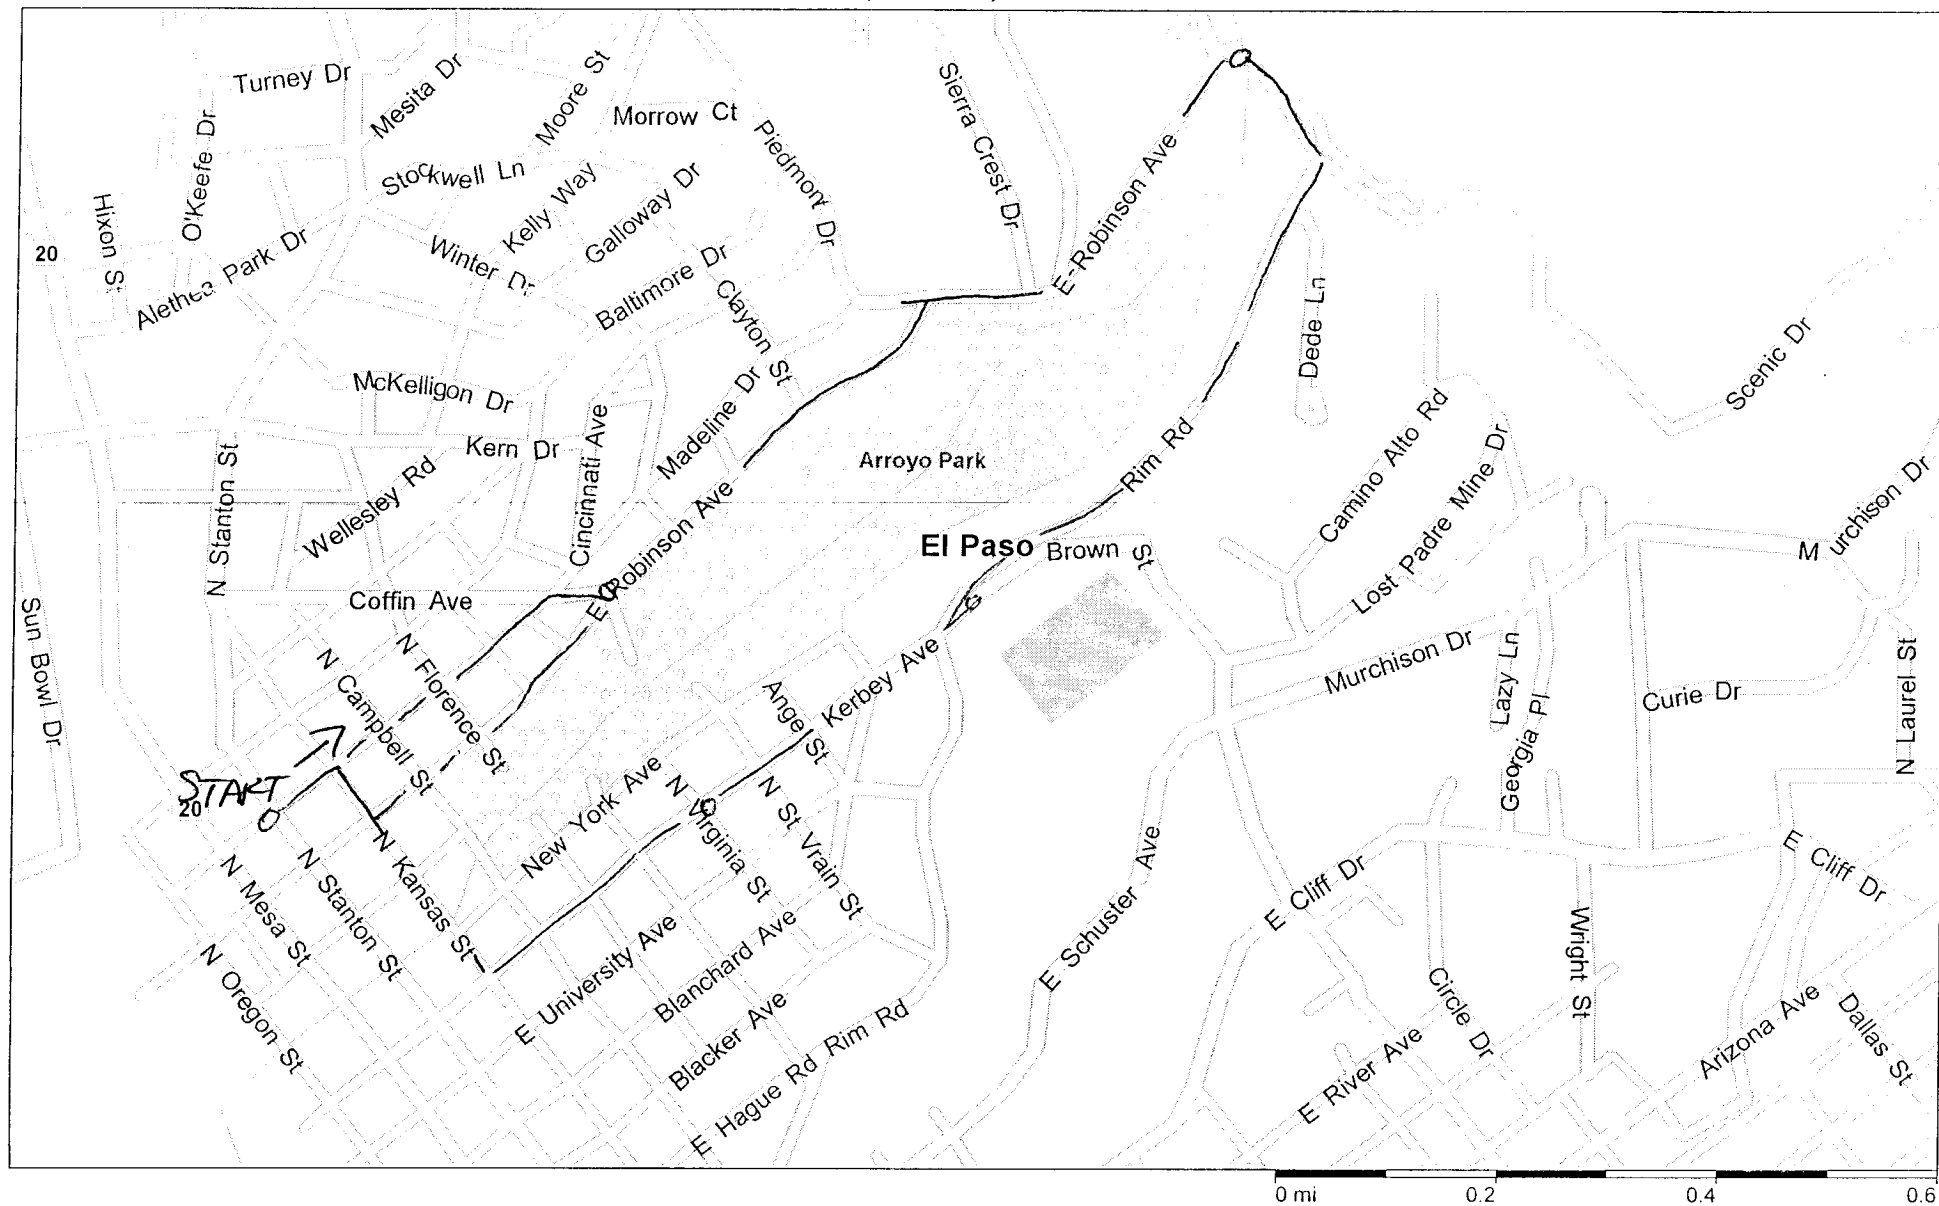 Turney Dr
Mesita Dr
Moore St
Morrow Ct
Piedmont Dr
Sierra Crest Dr
E Robinson Ave
O'Keefe Dr
Hixon St
Stockwell Ln
Kelly Way
Galloway Dr
20
Alethea Park Dr
Winter Dr
Baltimore Dr
Clayton St
Dede Ln
Scenic Dr
McKelligon Dr
Kern Dr
Cincinnati Ave
Madeline Dr
Arroyo Park
Rim Rd
Camino Alto Rd
Lost Padre Mine Dr
Murchison Dr
N Stanton St
Wellesley Rd
E Robinson Ave
El Paso
Brown St
Coffin Ave
Sun Bowl Dr
N Campbell St
N Florence St
Angel St
Kerbey Ave
Murchison Dr
Lazy Ln
Georgia Pl
Curie Dr
N Laurel St
START
20
New York Ave
N Virginia St
N St Vrain St
N Mesa St
N Stanton St
N Kansas St
N Oregon St
E University Ave
Blanchard Ave
Blacker Ave
E Hague Rd
Rim Rd
E Schuster Ave
E Cliff Dr
E Cliff Dr
Wright St
Circle Dr
E River Ave
Arizona Ave
Dallas St
0 mi 0.2 0.4 0.6